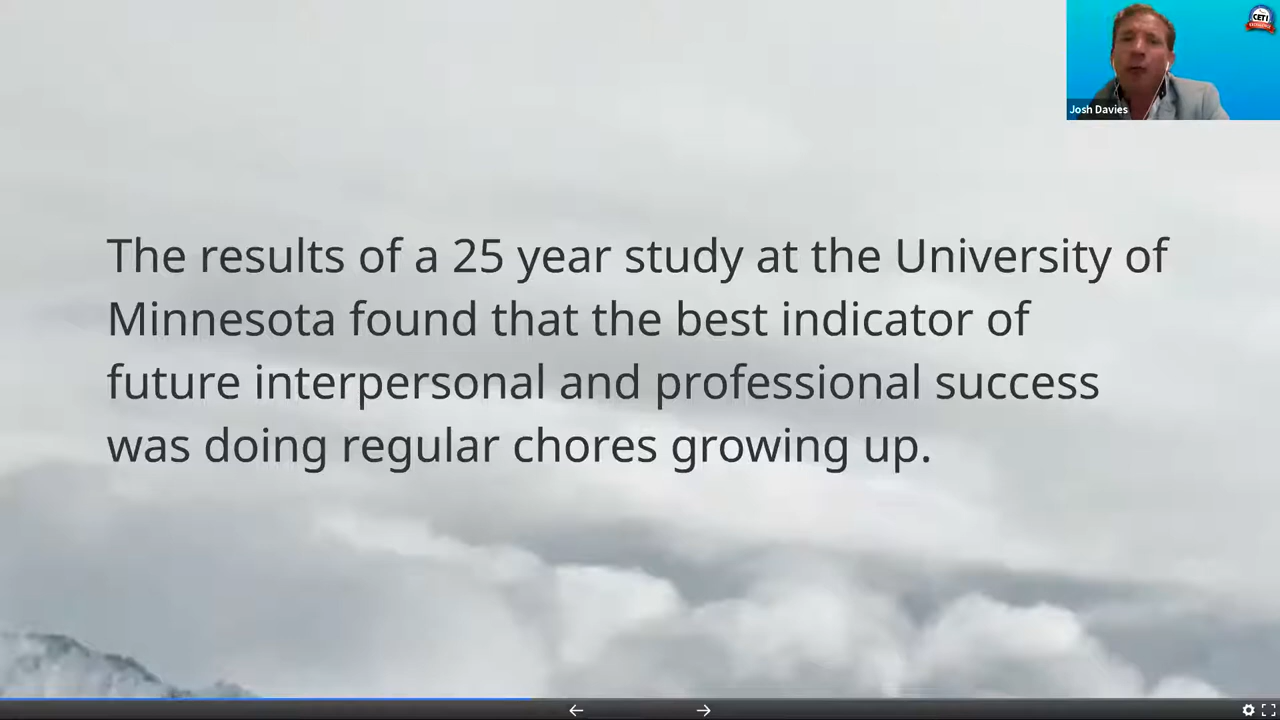 CETI
Josh Davies
The results of a 25 year study at the University of
Minnesota found that the best indicator of
future interpersonal and professional success
was doing regular chores growing up.